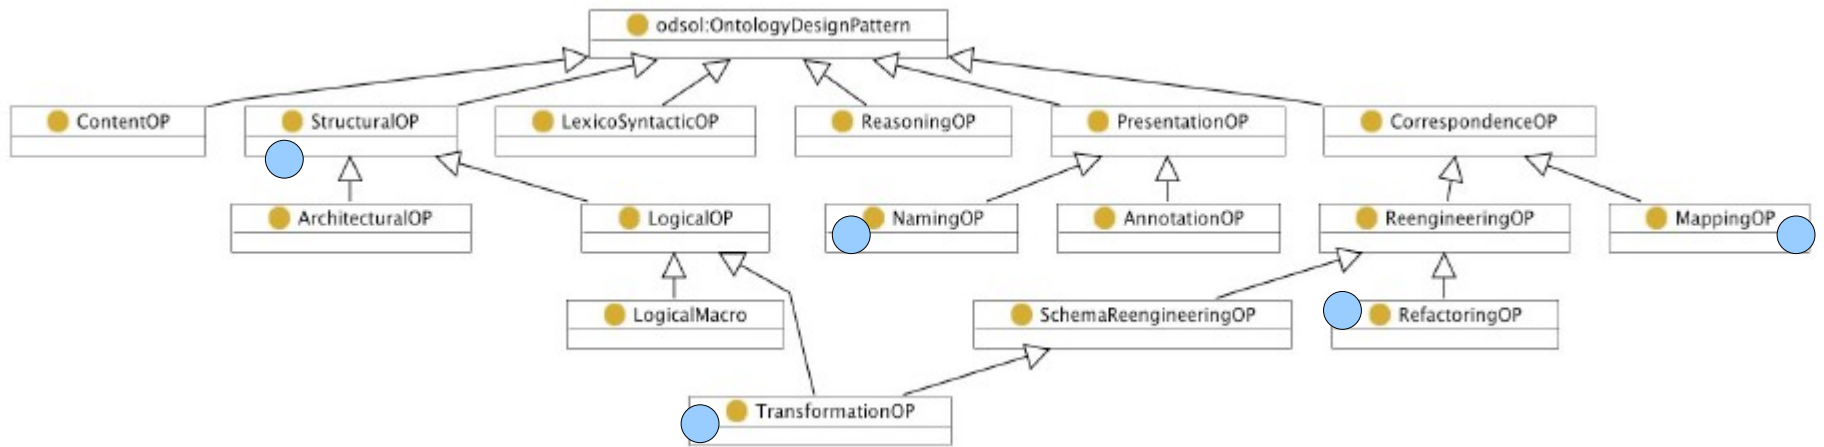 odsol:OntologyDesignPattern
ContentOP
StructuralOP
LexicoSyntacticOP
ReasoningOP
PresentationOP
CorrespondenceOP
ArchitecturalOP
LogicalOP
NamingOP
AnnotationOP
ReengineeringOP
MappingOP
LogicalMacro
SchemaReengineeringOP
RefactoringOP
TransformationOP